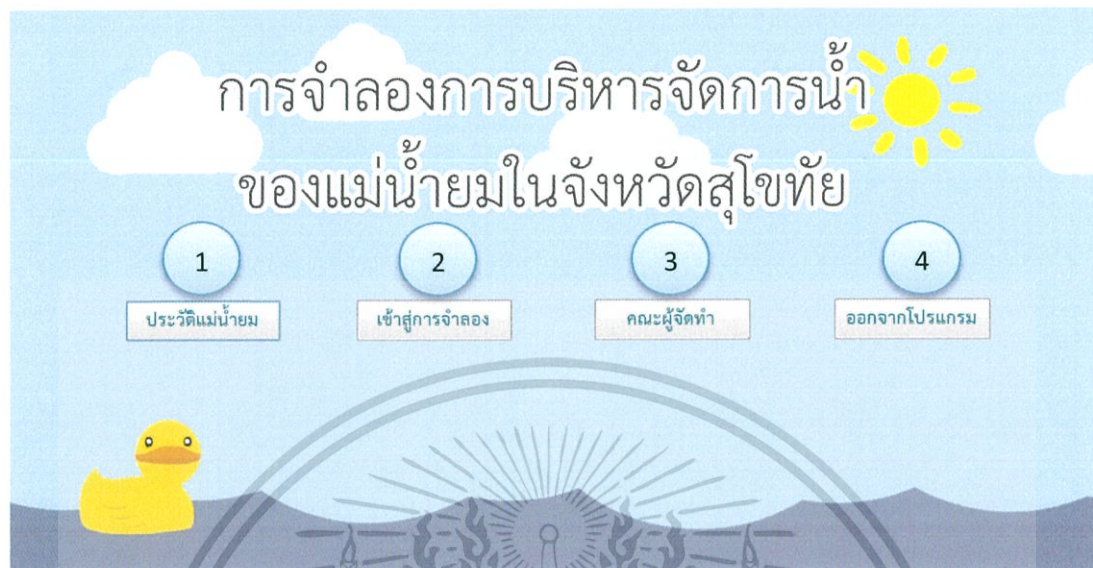 การจำลองการบริหารจัดการน้ำ
ของแม่น้ำยมในจังหวัดสุโขทัย
1 2 3 4
ประวัติแม่น้ำยม เข้าสู่การจำลอง คณะผู้จัดทำ ออกจากโปรแกรม